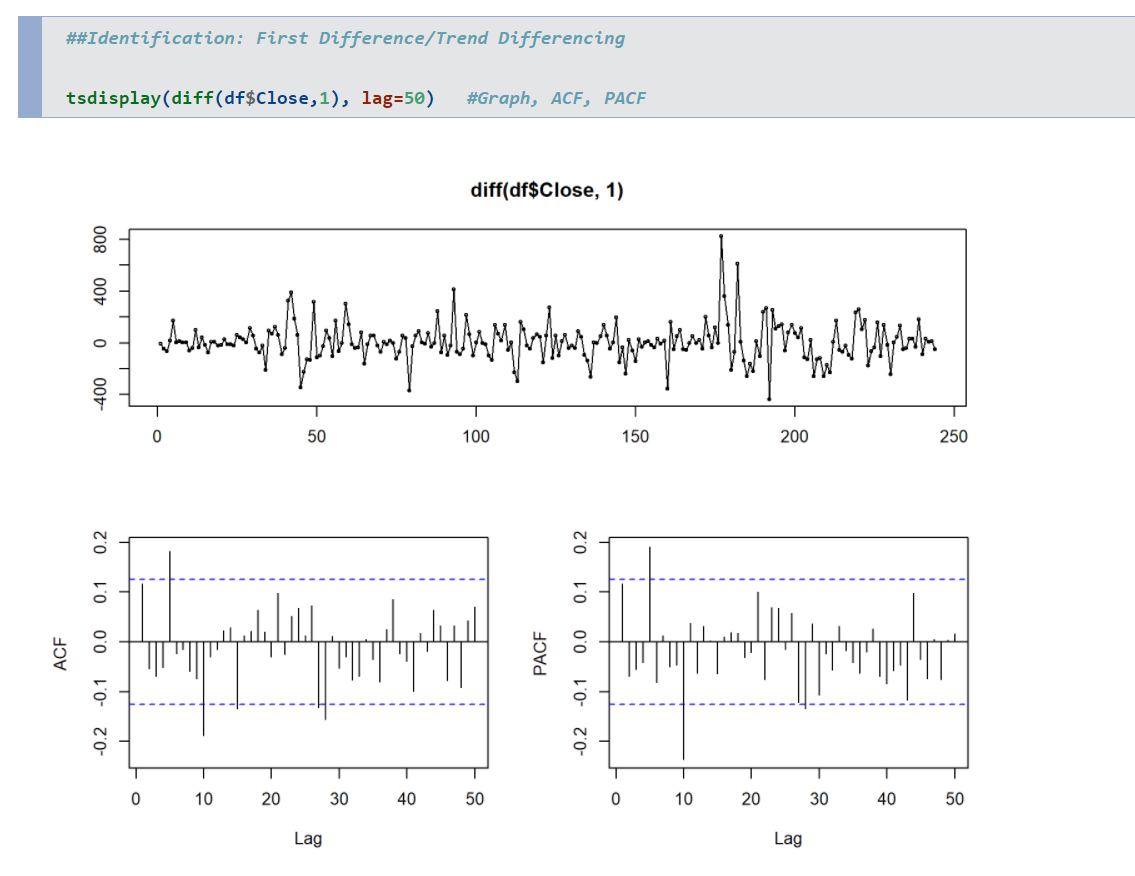 ##Identification: First Difference/Trend Differencing
tsdisplay(diff(df$Close,1), lag=50)   #Graph, ACF, PACF
diff(df$Close, 1)
800
400
0
-400
0 50 100 150 200 250
ACF
0.2
0.1
0.0
-0.1
-0.2
0 10 20 30 40 50
Lag
PACF
0.2
0.1
0.0
-0.1
-0.2
0 10 20 30 40 50
Lag